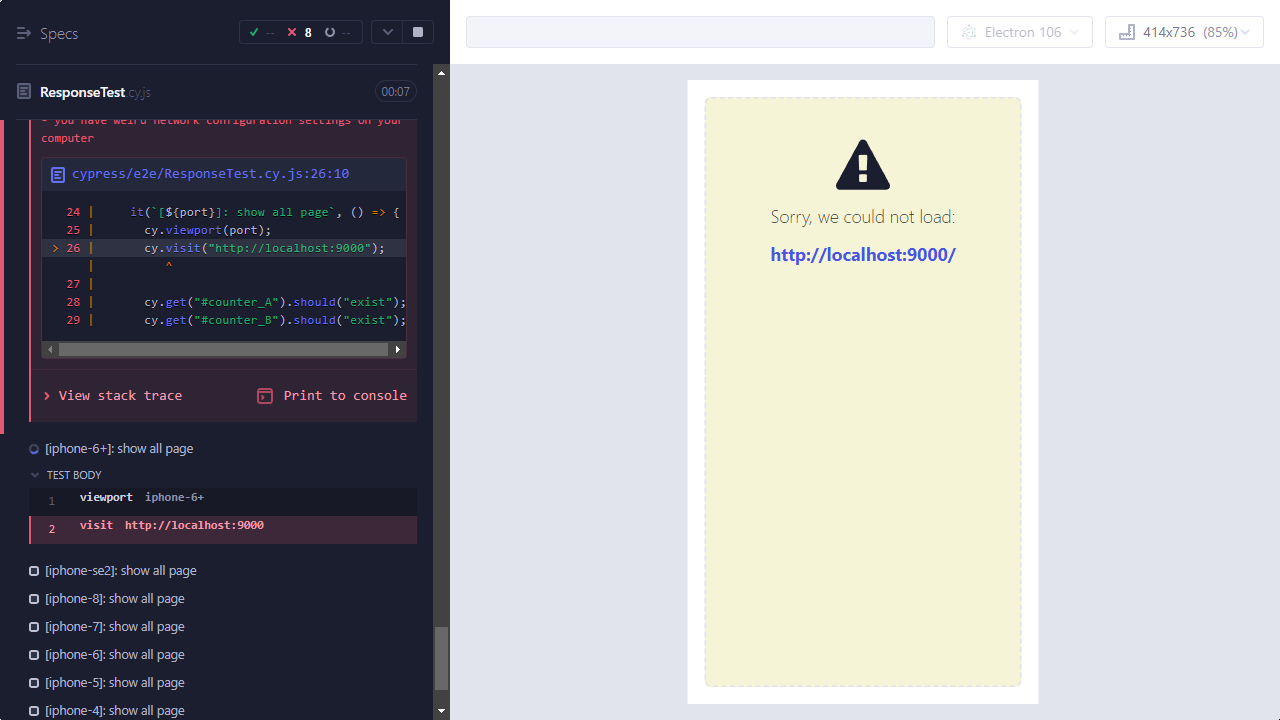 Specs
-- 8 --
ResponseTest.cy.js 00:07
- you have weird network configuration settings on your
computer
cypress/e2e/ResponseTest.cy.js:26:10
24 | it(`[${port}]: show all page`, () => {
25 | cy.viewport(port);
> 26 | cy.visit("http://localhost:9000");
| ^
27 |
28 | cy.get("#counter_A").should("exist");
29 | cy.get("#counter_B").should("exist");
View stack trace Print to console
[iphone-6+]: show all page
TEST BODY
1 viewport iphone-6+
2 visit http://localhost:9000
[iphone-se2]: show all page
[iphone-8]: show all page
[iphone-7]: show all page
[iphone-6]: show all page
[iphone-5]: show all page
[iphone-4]: show all page
Electron 106
414x736 (85%)
Sorry, we could not load:
http://localhost:9000/